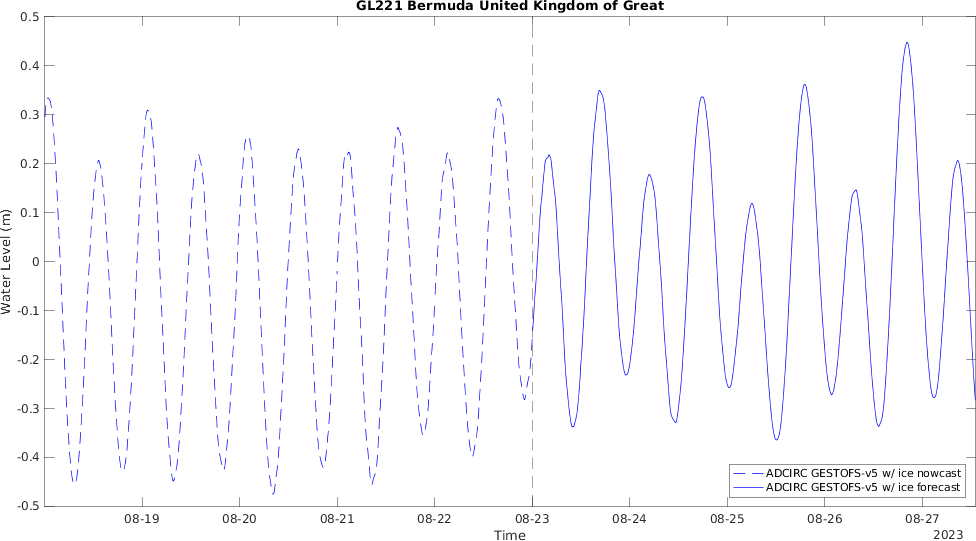 GL221 Bermuda United Kingdom of Great
0.5
0.4
0.3
0.2
0.1
0
-0.1
-0.2
-0.3
-0.4
-0.5
Water Level (m)
ADCIRC GESTOFS-v5 w/ ice nowcast
ADCIRC GESTOFS-v5 w/ ice forecast
08-19 08-20 08-21 08-22 08-23 08-24 08-25 08-26 08-27
Time
2023